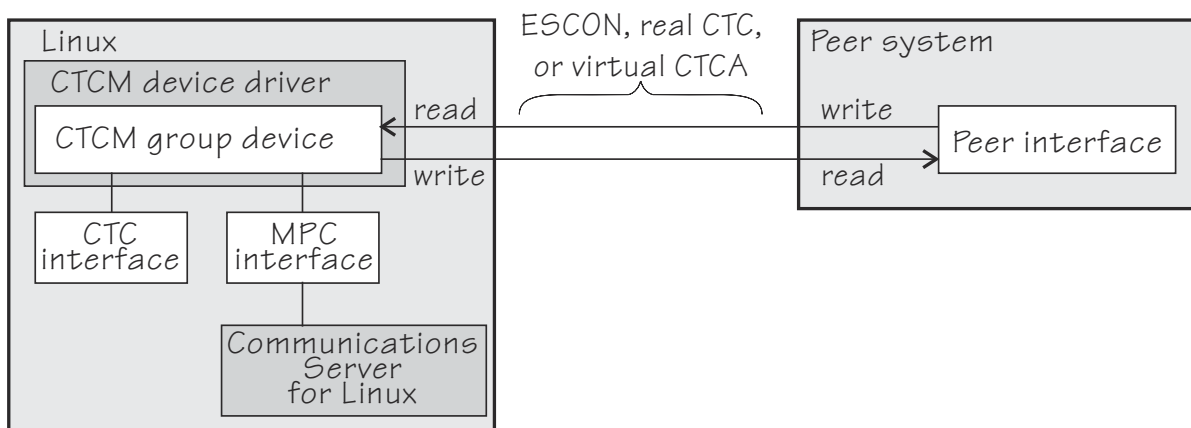 Linux
CTCM device driver
CTCM group device
read
write
CTC
interface
MPC
interface
Communications
Server
for Linux
ESCON, real CTC,
or virtual CTCA
Peer system
write
Peer interface
read